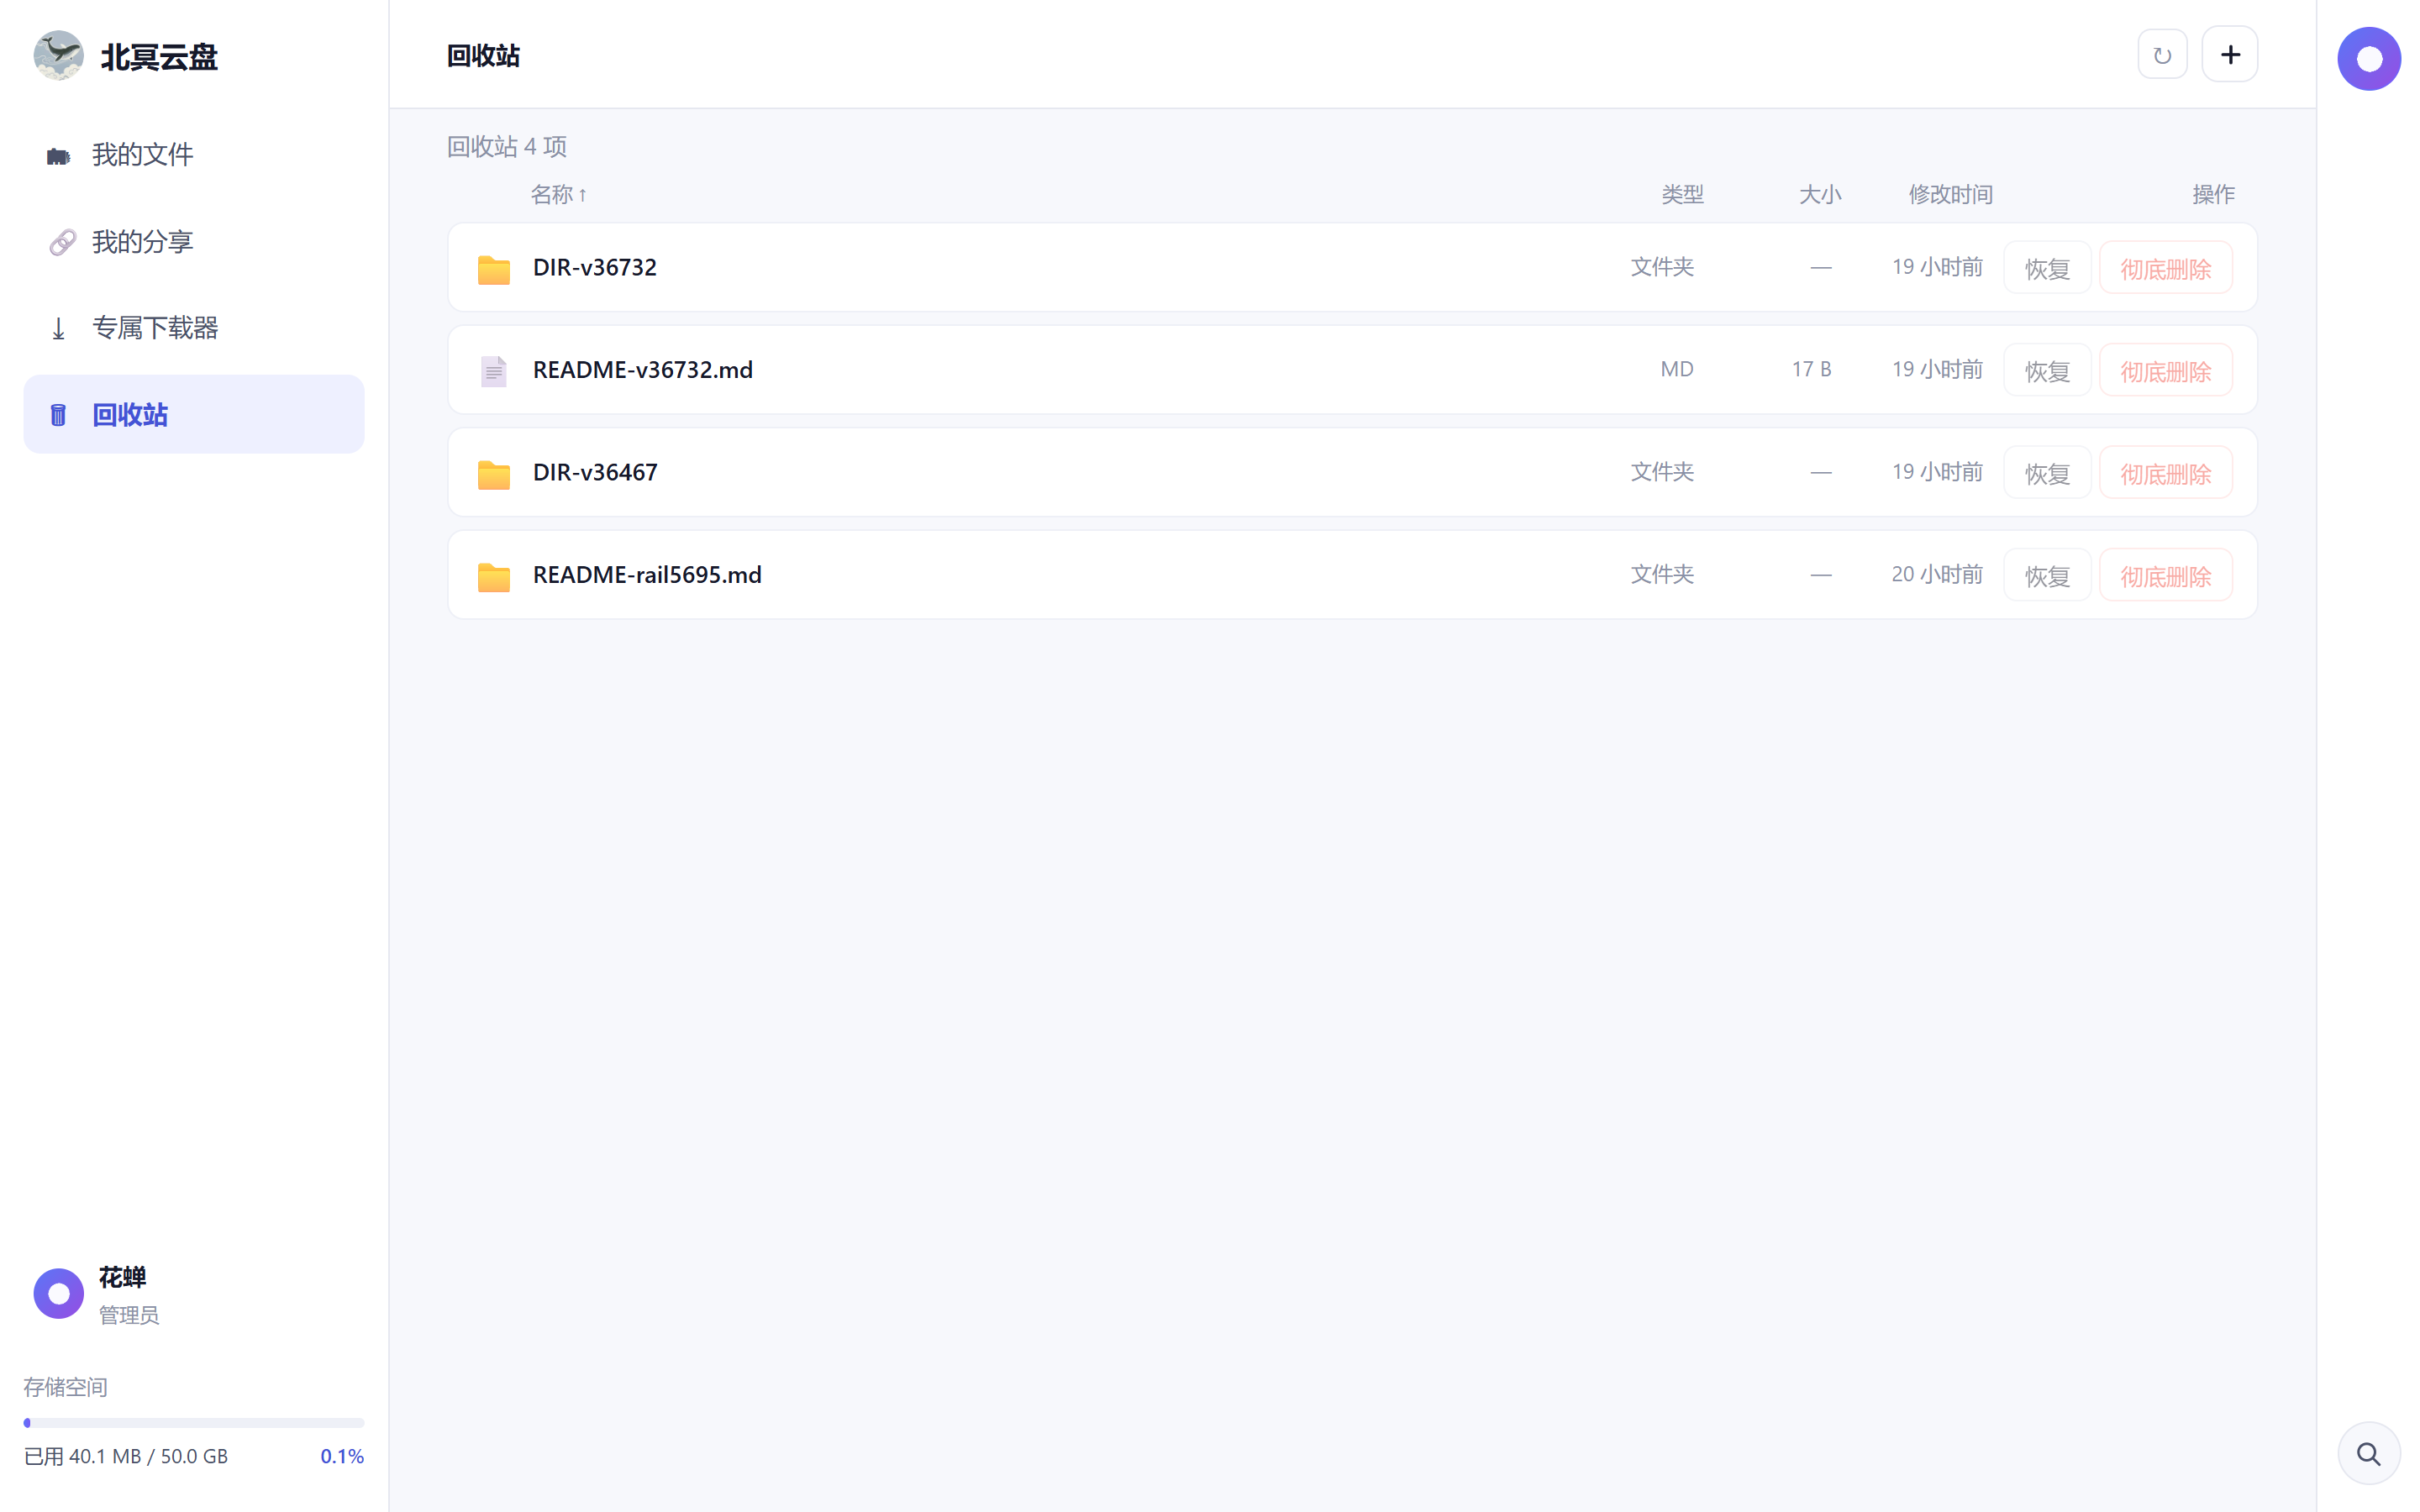 北冥云盘
我的文件
我的分享
专属下载器
回收站
花蝉
管理员
存储空间
已用 40.1 MB / 50.0 GB 0.1%
回收站
回收站 4 项
名称 ↑ 类型 大小 修改时间 操作
DIR-v36732 文件夹 — 19 小时前 恢复 彻底删除
README-v36732.md MD 17 B 19 小时前 恢复 彻底删除
DIR-v36467 文件夹 — 19 小时前 恢复 彻底删除
README-rail5695.md 文件夹 — 20 小时前 恢复 彻底删除